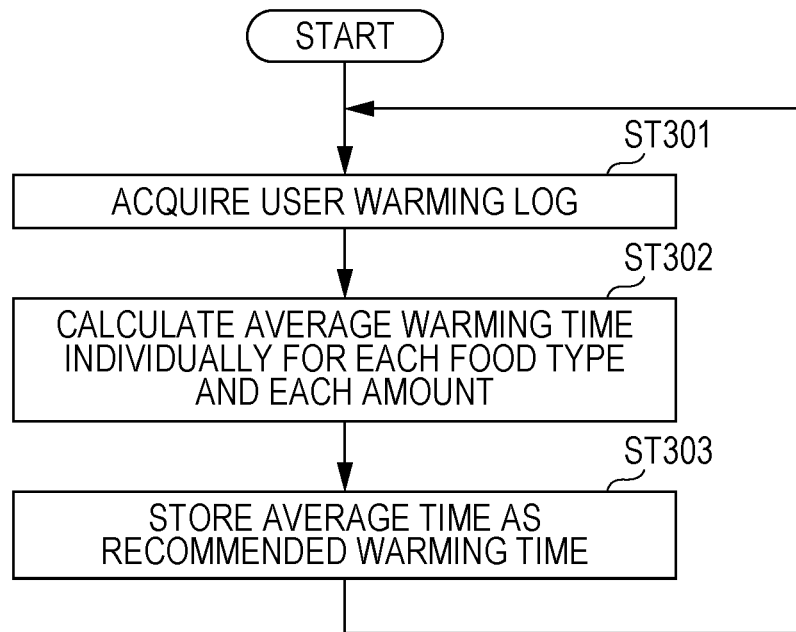 START
ST301
ACQUIRE USER WARMING LOG
ST302
CALCULATE AVERAGE WARMING TIME
INDIVIDUALLY FOR EACH FOOD TYPE
AND EACH AMOUNT
ST303
STORE AVERAGE TIME AS
RECOMMENDED WARMING TIME